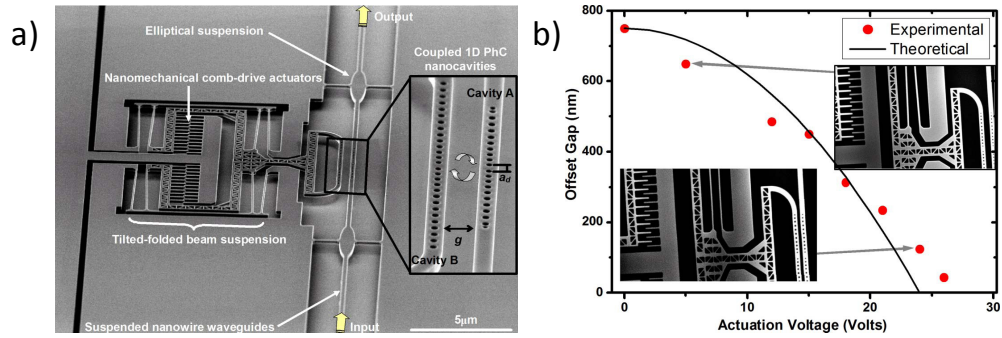 a)
Output
Elliptical suspension
Coupled 1D PhC
nanocavities
Nanomechanical comb-drive actuators
Cavity A
a_d
g
Tilted-folded beam suspension
Cavity B
Suspended nanowire waveguides
Input
5μm
b)
Experimental
Theoretical
800
600
400
200
0
Offset Gap (nm)
0 10 20 30
Actuation Voltage (Volts)